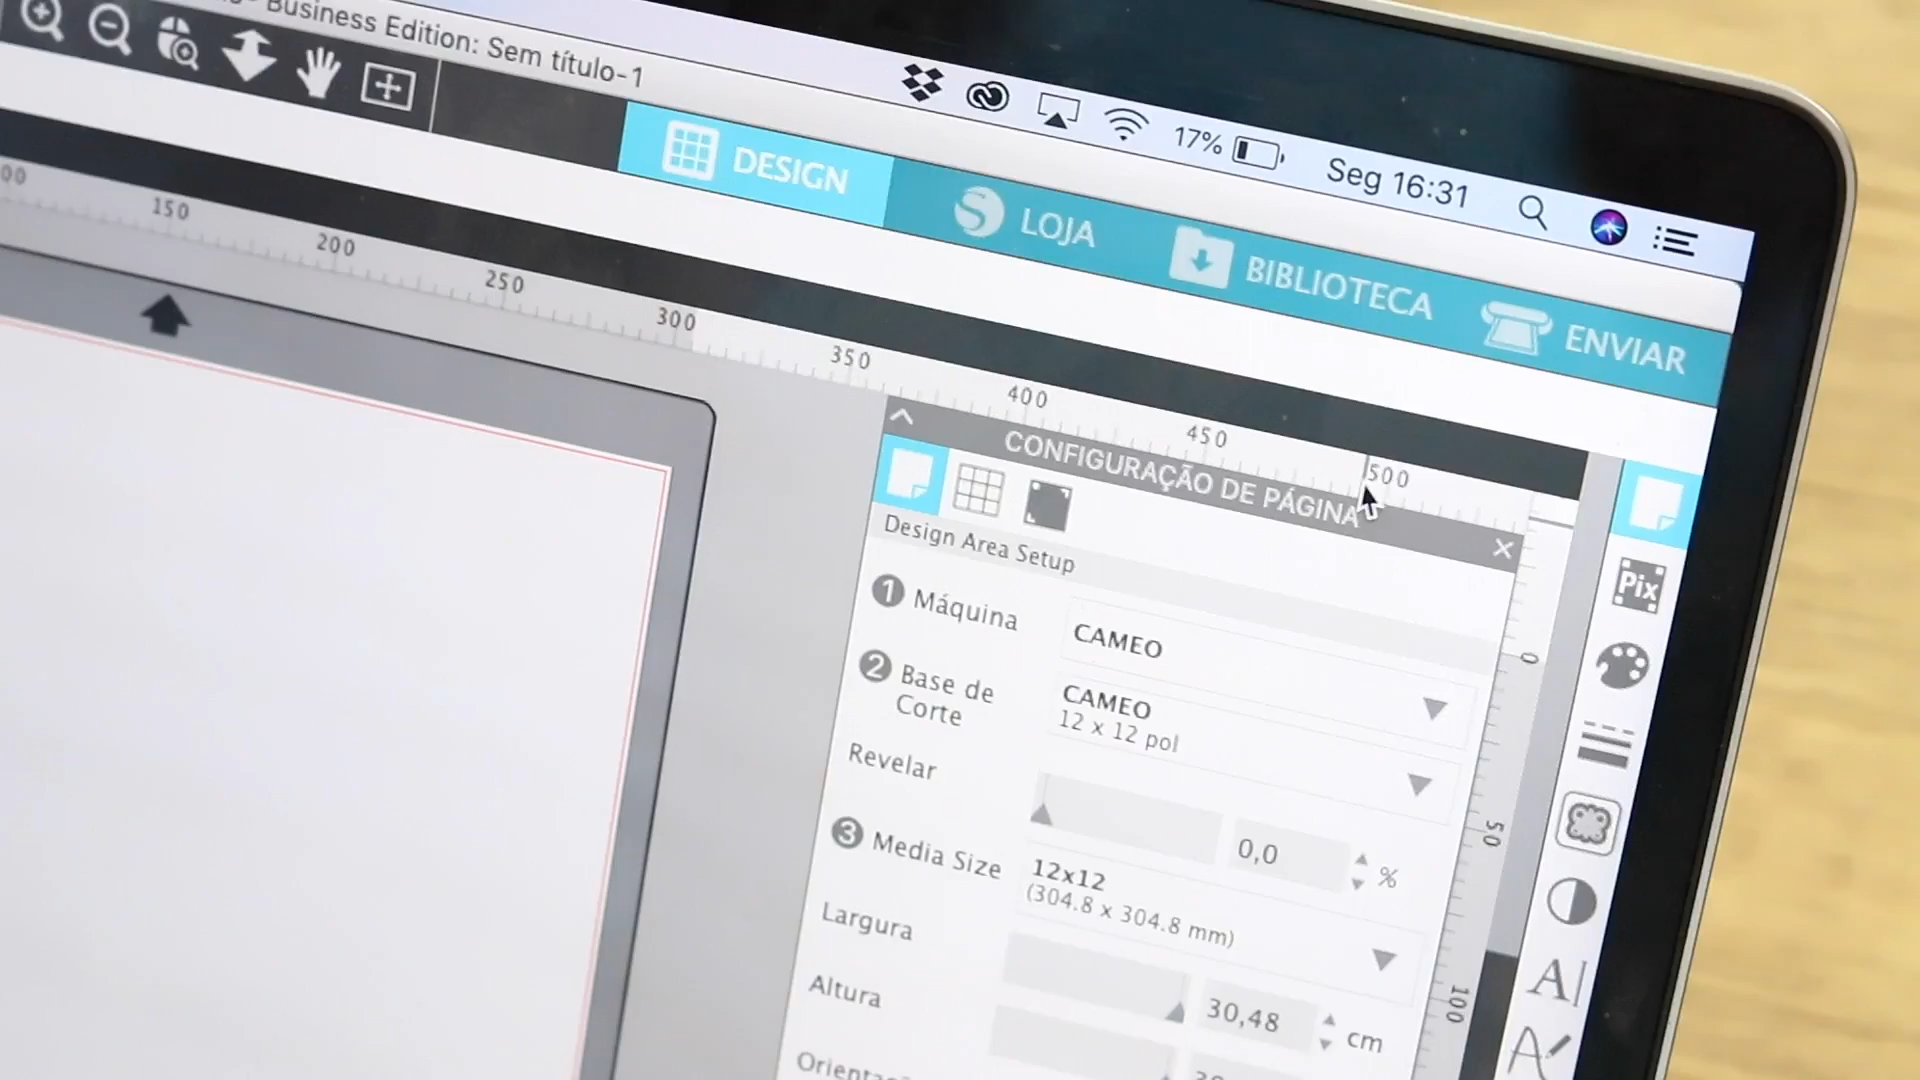 Business Edition: Sem título-1
17%
Seg 16:31
DESIGN
LOJA
BIBLIOTECA
ENVIAR
150
200
250
300
350
400
450
500
CONFIGURAÇÃO DE PÁGINA
Design Area Setup
1 Máquina
CAMEO
2 Base de
Corte
CAMEO
12 x 12 pol
Revelar
0,0
%
3 Media Size
12x12
(304.8 x 304.8 mm)
Largura
30,48
cm
Altura
Pix
0
50
100
A